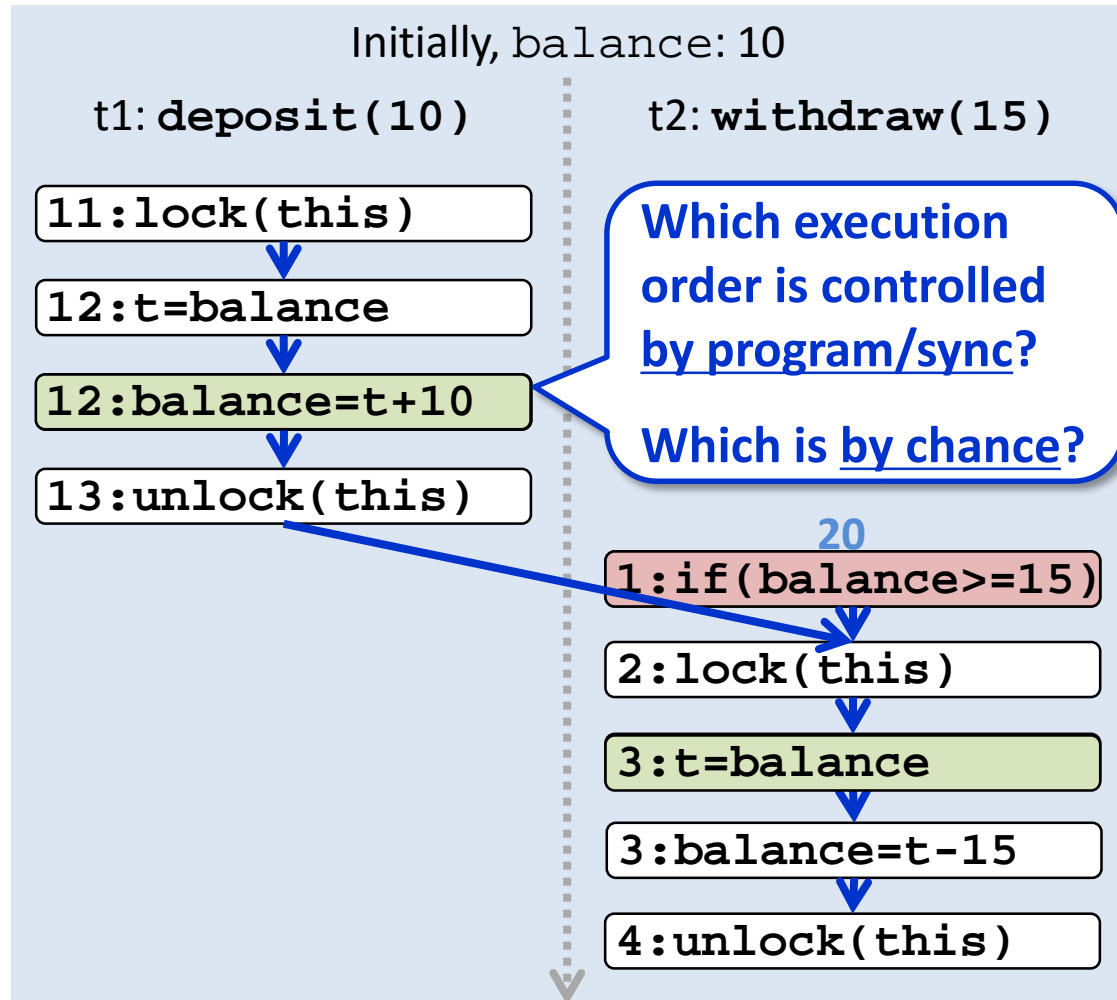 Initially, balance: 10
t1: deposit(10)
t2: withdraw(15)
11:lock(this)
12:t=balance
12:balance=t+10
13:unlock(this)
Which execution
order is controlled
by program/sync?
Which is by chance?
20
1:if(balance>=15)
2:lock(this)
3:t=balance
3:balance=t-15
4:unlock(this)